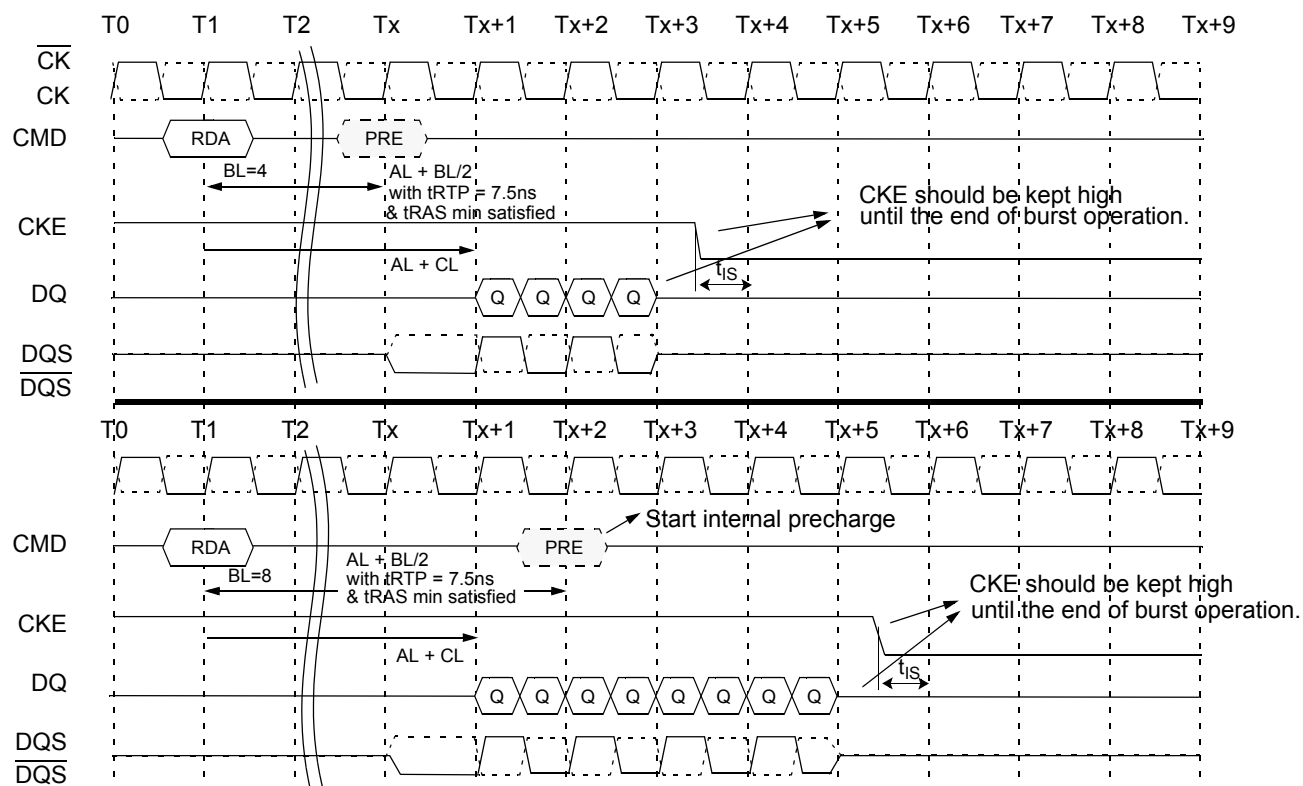 T0 T1 T2 Tx Tx+1 Tx+2 Tx+3 Tx+4 Tx+5 Tx+6 Tx+7 Tx+8 Tx+9
CK
CK
CMD RDA PRE
BL=4 AL + BL/2
with tRTP = 7.5ns
& tRAS min satisfied
CKE should be kept high
until the end of burst operation.
CKE
AL + CL
tIS
DQ Q Q Q Q
DQS
DQS
T0 T1 T2 Tx Tx+1 Tx+2 Tx+3 Tx+4 Tx+5 Tx+6 Tx+7 Tx+8 Tx+9
Start internal precharge
CMD RDA PRE
BL=8 AL + BL/2
with tRTP = 7.5ns
& tRAS min satisfied
CKE should be kept high
until the end of burst operation.
CKE
AL + CL
tIS
DQ Q Q Q Q Q Q Q Q
DQS
DQS